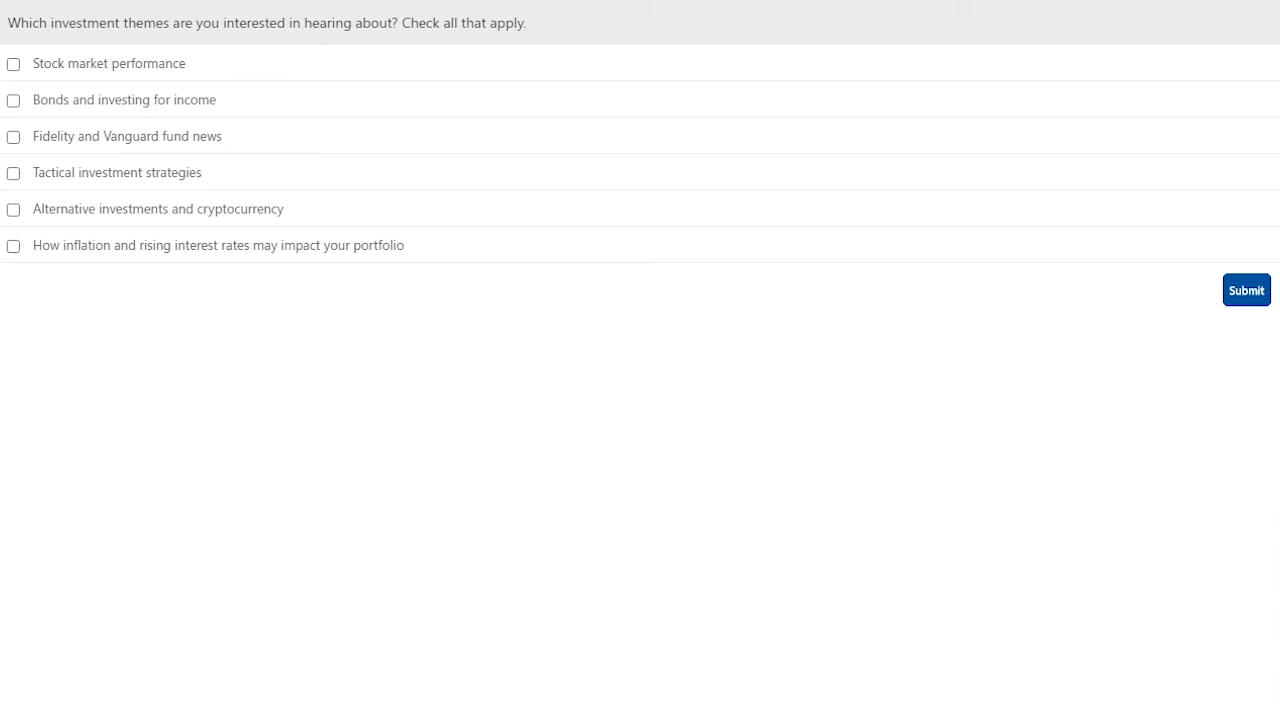 Which investment themes are you interested in hearing about? Check all that apply.
Stock market performance
Bonds and investing for income
Fidelity and Vanguard fund news
Tactical investment strategies
Alternative investments and cryptocurrency
How inflation and rising interest rates may impact your portfolio
Submit